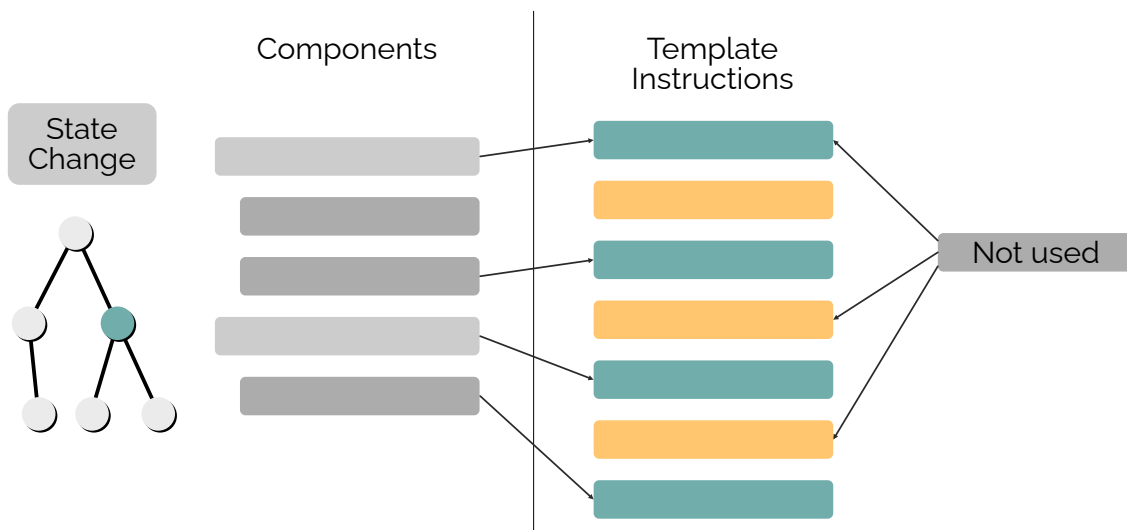 Components
Template
Instructions
State
Change
Not used